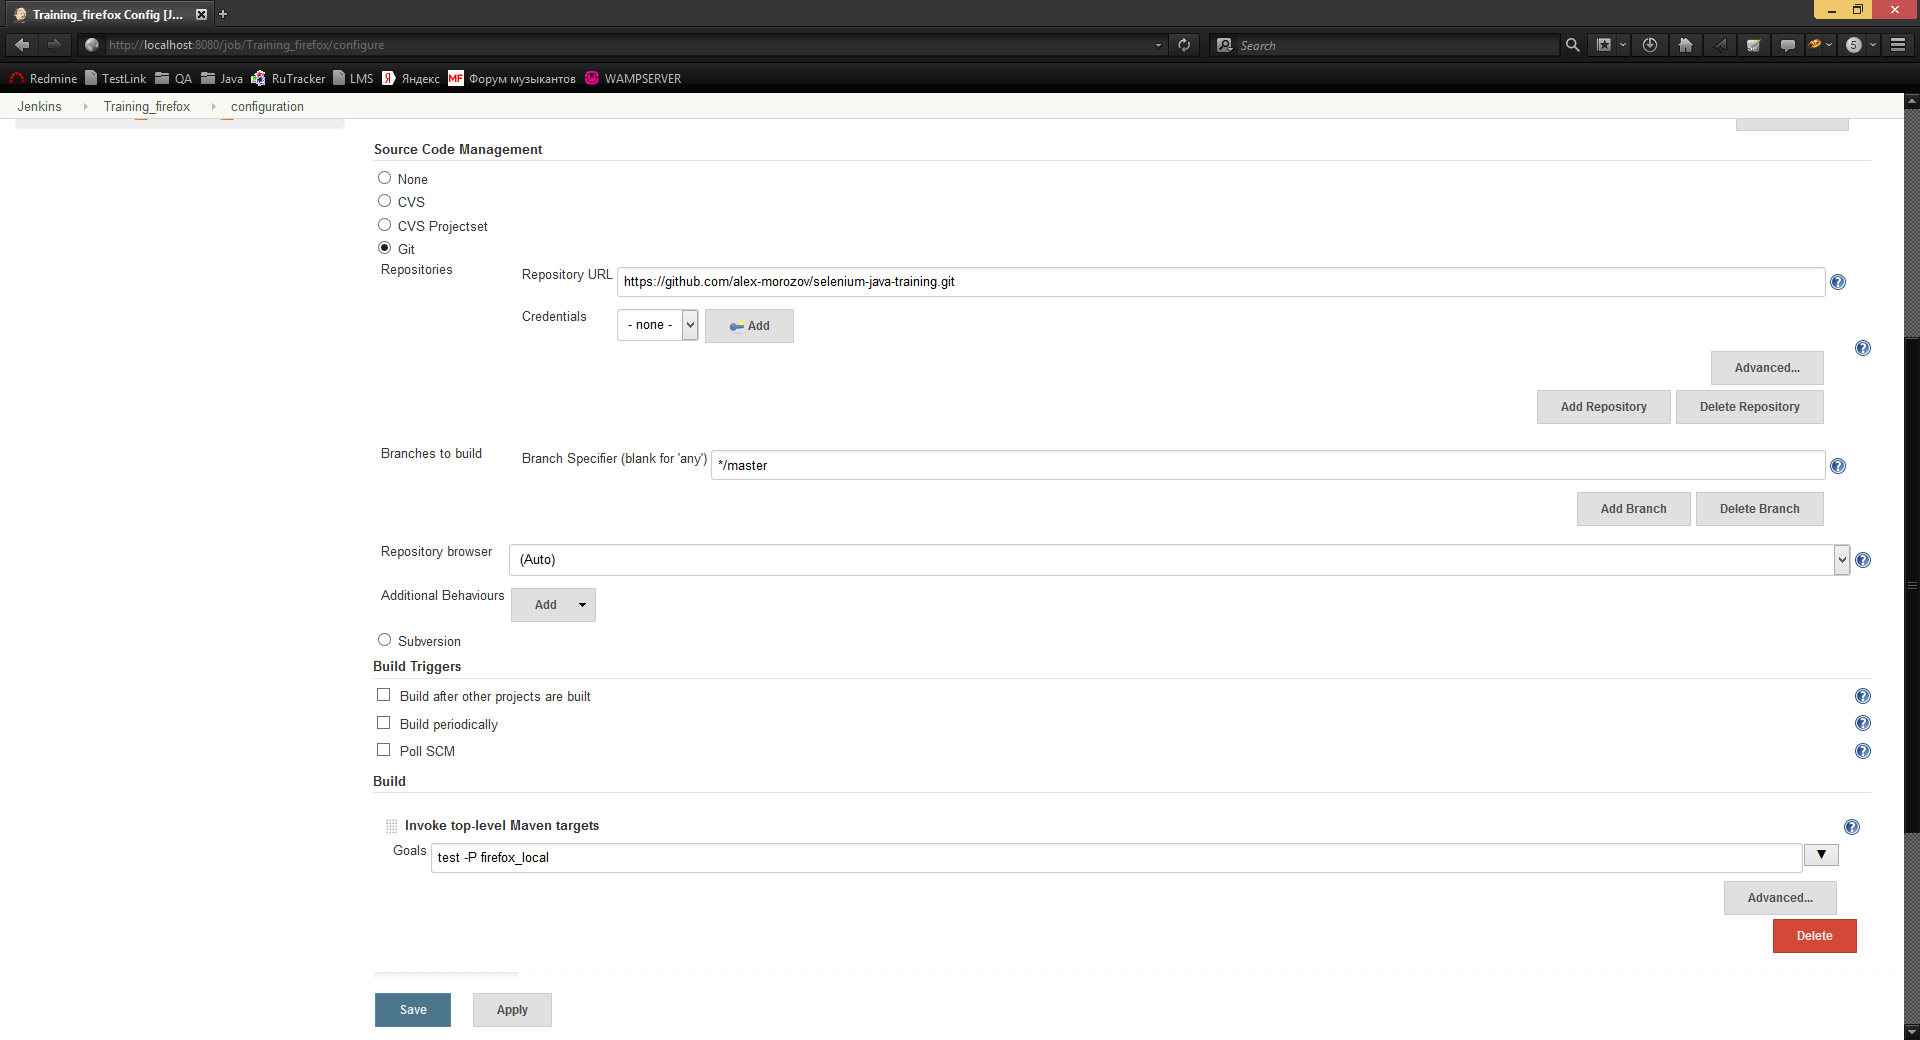 Training_firefox Config [J...
http://localhost:8080/job/Training_firefox/configure
Search
5
Redmine TestLink QA Java RuTracker LMS Яндекс Форум музыкантов WAMPSERVER
Jenkins Training_firefox configuration
Source Code Management
None
CVS
CVS Projectset
Git
Repositories
Repository URL https://github.com/alex-morozov/selenium-java-training.git
Credentials - none - Add
Advanced...
Add Repository Delete Repository
Branches to build Branch Specifier (blank for 'any') */master
Add Branch Delete Branch
Repository browser (Auto)
Additional Behaviours Add
Subversion
Build Triggers
Build after other projects are built
Build periodically
Poll SCM
Build
Invoke top-level Maven targets
Goals test -P firefox_local
Advanced...
Delete
Save Apply